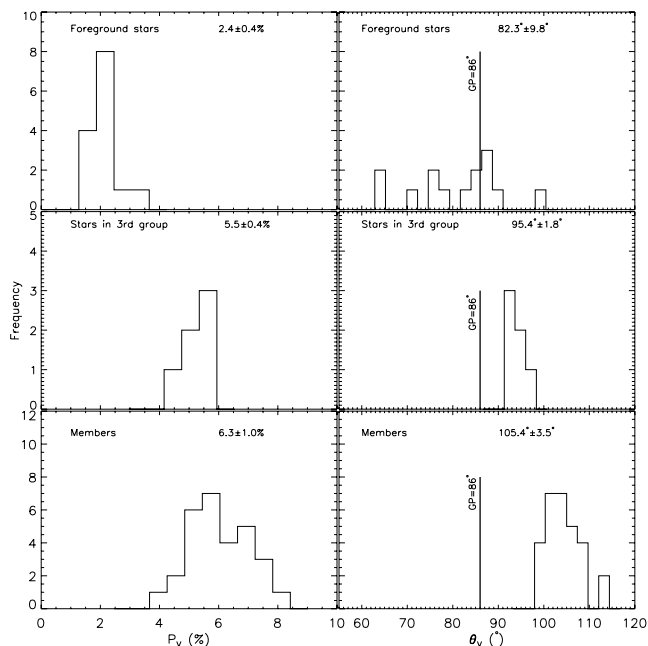 10
8
6
4
2
0
Foreground stars 2.4±0.4%
Foreground stars 82.3°±9.8°
GP=86°
5
4
3
2
1
0
Frequency
Stars in 3rd group 5.5±0.4%
Stars in 3rd group 95.4°±1.8°
GP=86°
12
10
8
6
4
2
0
Members 6.3±1.0%
Members 105.4°±3.5°
GP=86°
0 2 4 6 8 10 60 70 80 90 100 110 120
P_v (%)
θ_v (°)